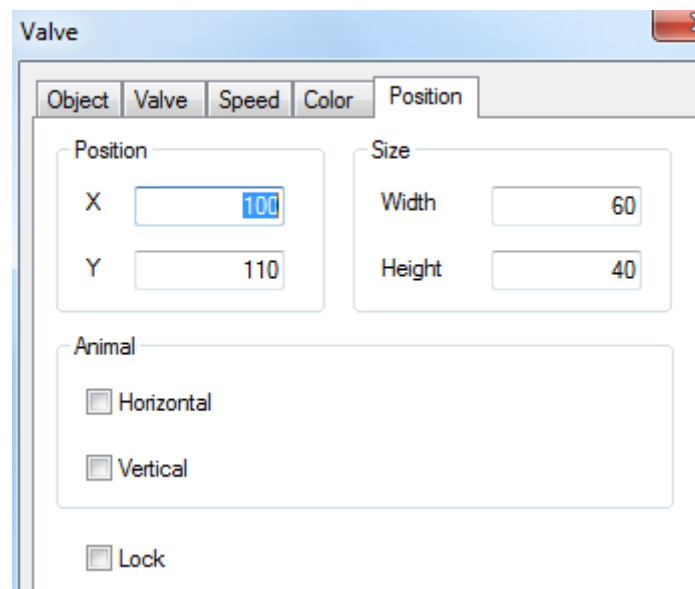 Valve
Object Valve Speed Color Position
Position Size
X 100 Width 60
Y 110 Height 40
Animal
Horizontal
Vertical
Lock